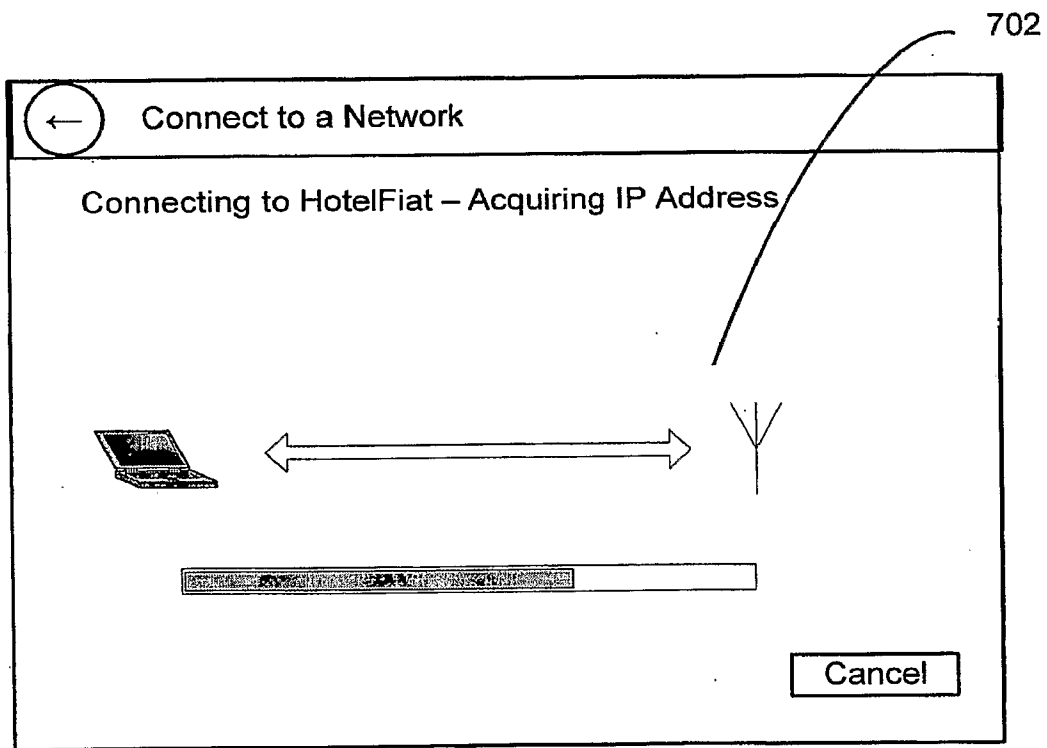 702
← Connect to a Network
Connecting to HotelFiat – Acquiring IP Address
Cancel